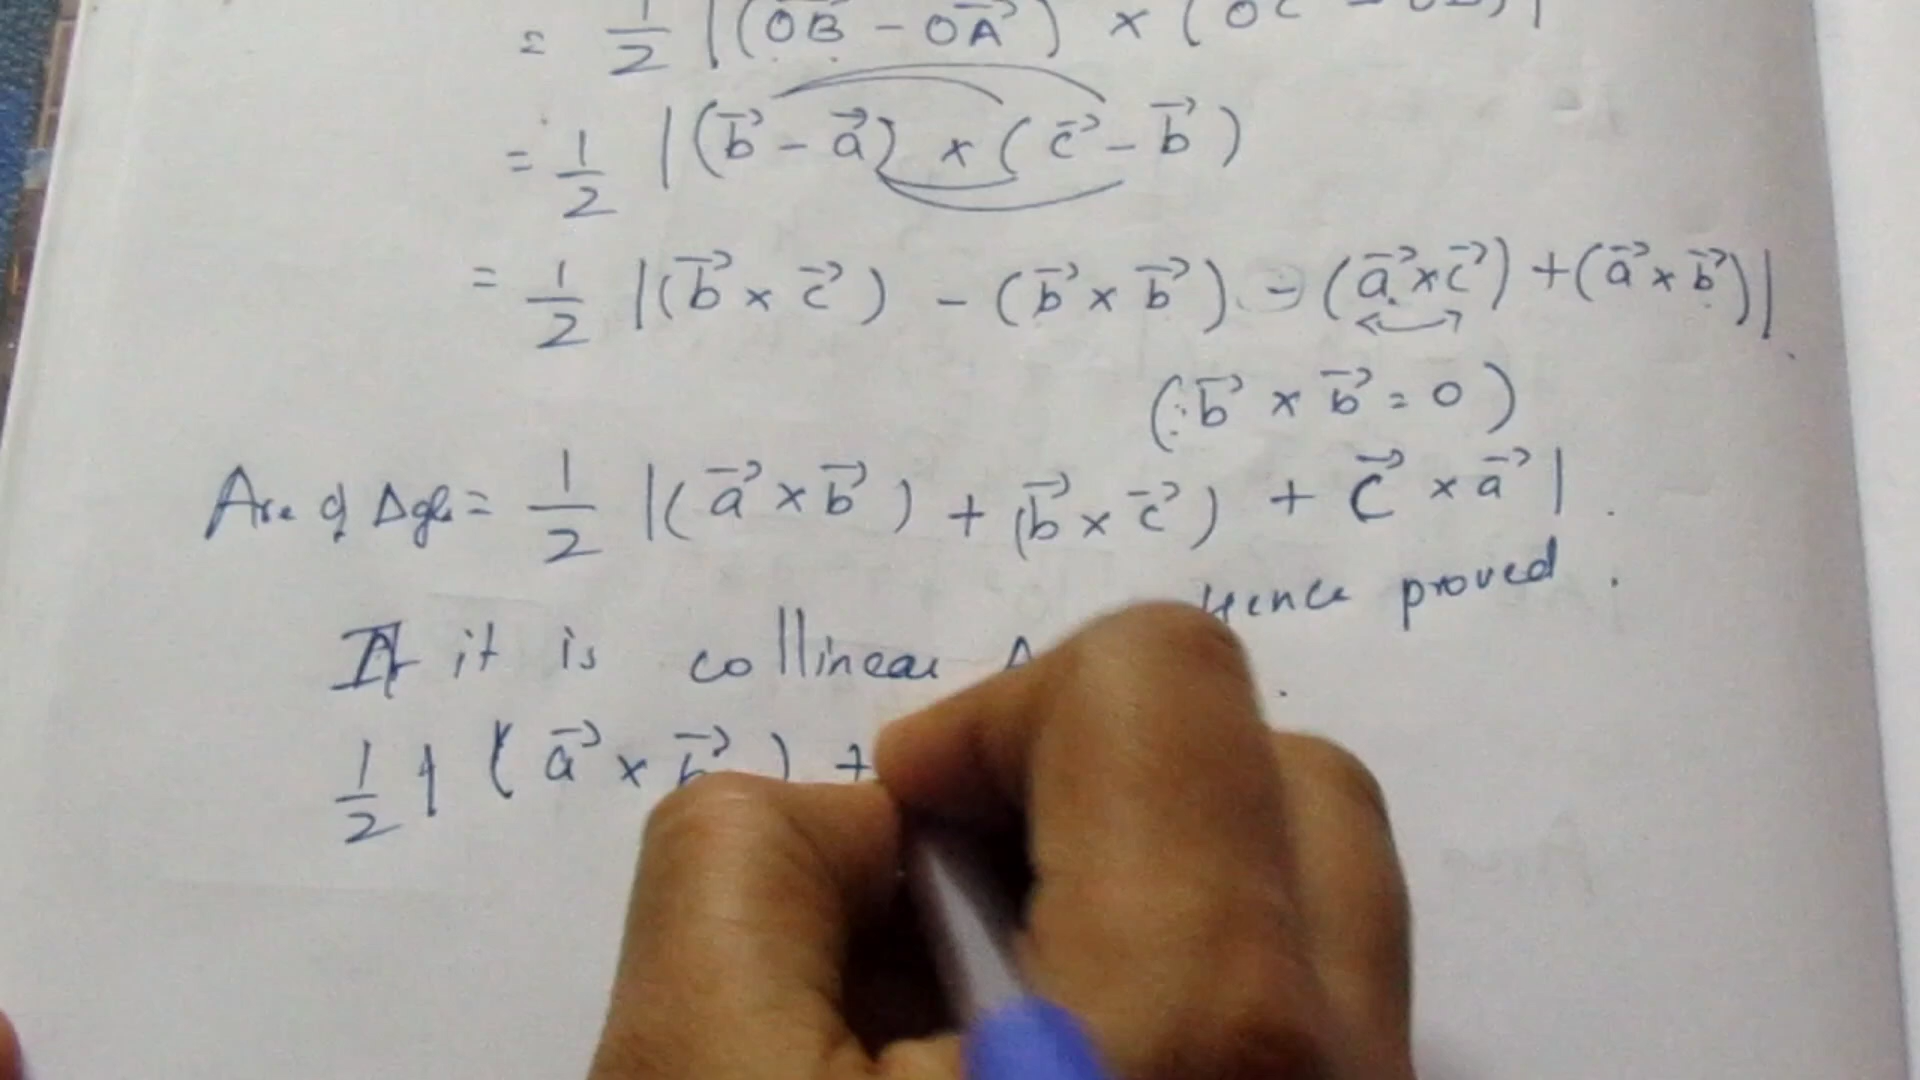 = 1/2 |(OB⃗ - OA⃗) × (OC
= 1/2 |(b⃗ - a⃗) × (c⃗ - b⃗)
= 1/2 |(b⃗ × c⃗) - (b⃗ × b⃗) - (a⃗ × c⃗) + (a⃗ × b⃗)|
(∵ b⃗ × b⃗ = 0)
Are of Δgle = 1/2 |(a⃗ × b⃗) + (b⃗ × c⃗) + c⃗ × a⃗|.
Hence proved.
If it is collinear
1/2 | (a⃗ × b⃗) +